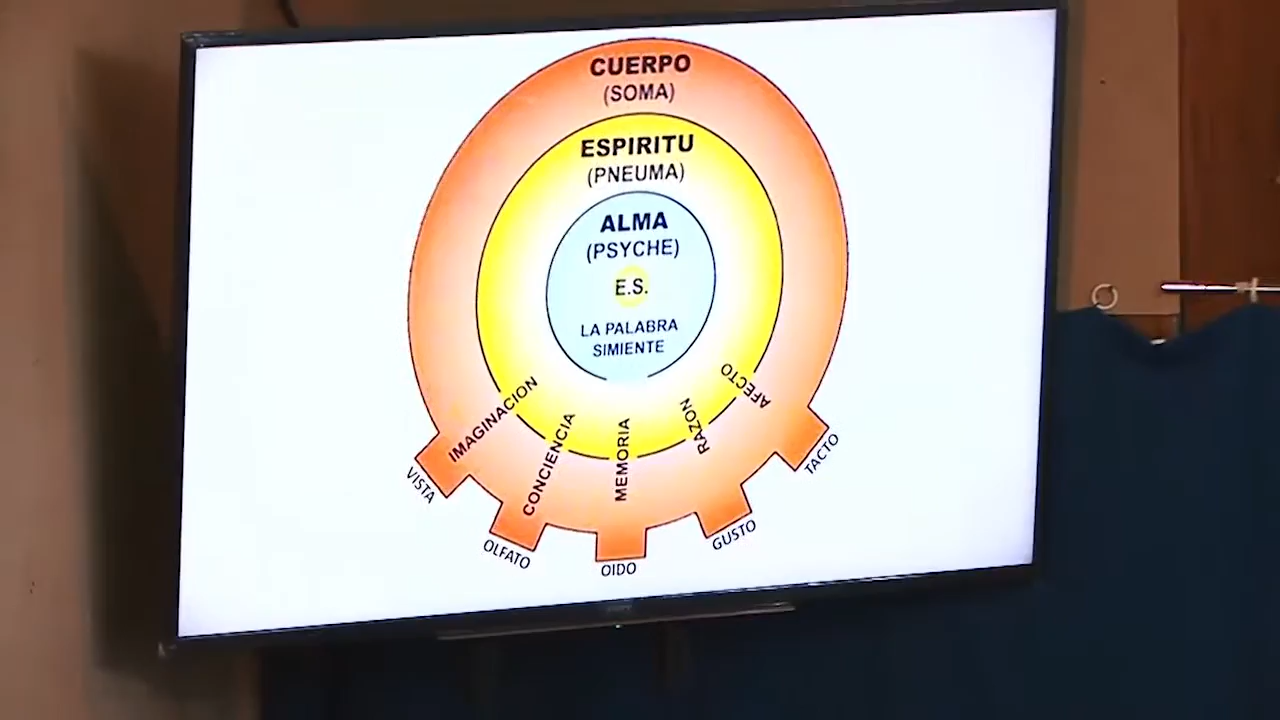 CUERPO
(SOMA)
ESPIRITU
(PNEUMA)
ALMA
(PSYCHE)
E.S.
LA PALABRA
SIMIENTE
IMAGINACION
CONCIENCIA
MEMORIA
RAZON
AFECTO
VISTA
OLFATO
OIDO
GUSTO
TACTO